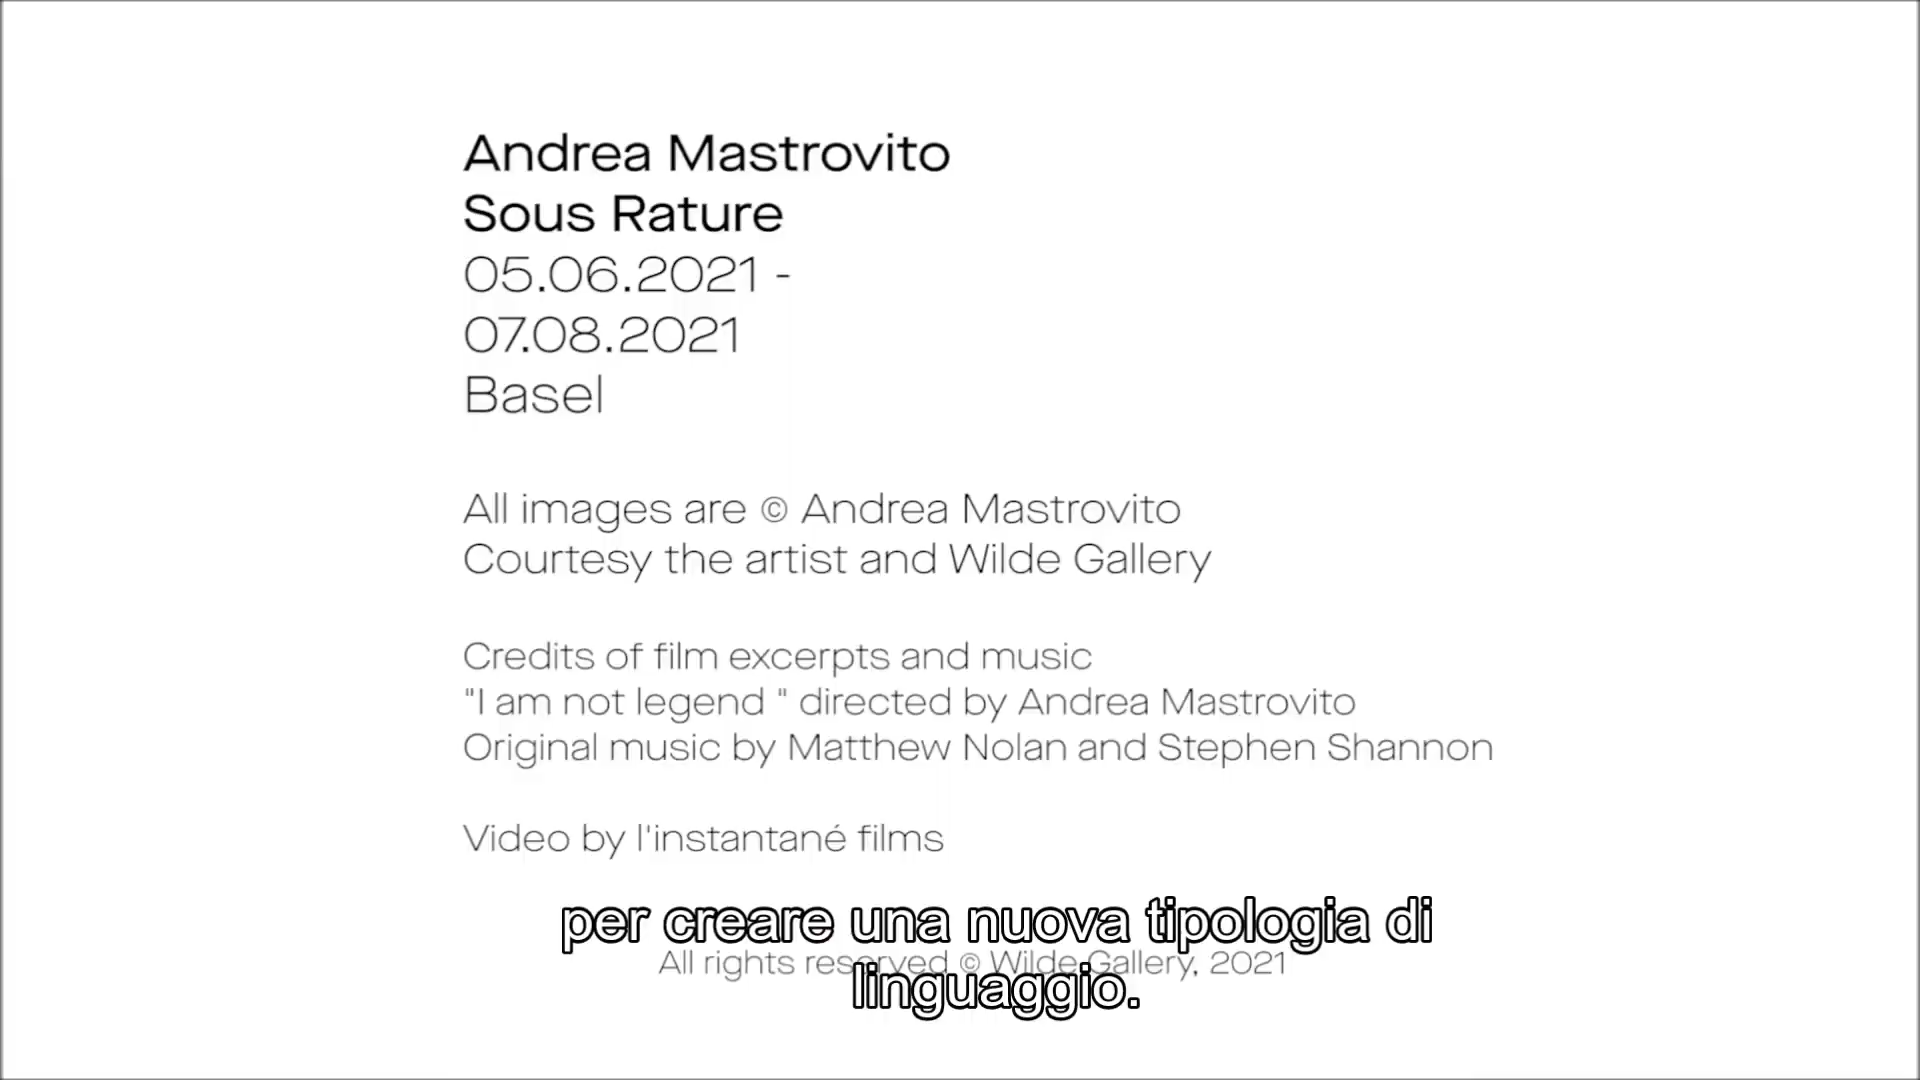 Andrea Mastrovito
Sous Rature
05.06.2021 -
07.08.2021
Basel
All images are © Andrea Mastrovito
Courtesy the artist and Wilde Gallery
Credits of film excerpts and music
"I am not legend " directed by Andrea Mastrovito
Original music by Matthew Nolan and Stephen Shannon
Video by l'instantané films
per creare una nuova tipologia di
All rights reserved © Wilde Gallery, 2021
linguaggio.